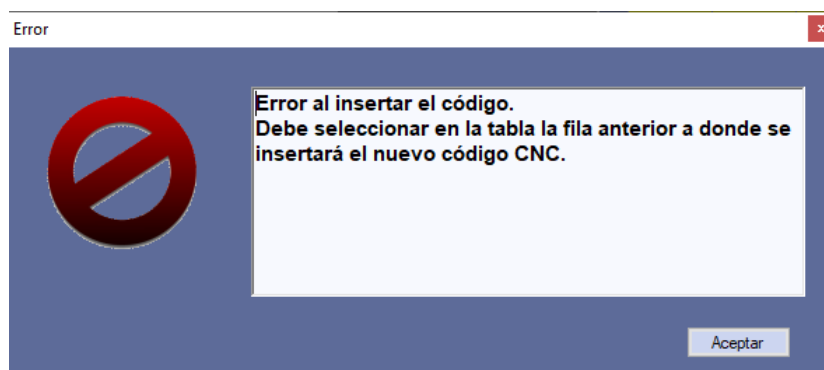 Error
Error al insertar el código.
Debe seleccionar en la tabla la fila anterior a donde se
insertará el nuevo código CNC.
Aceptar